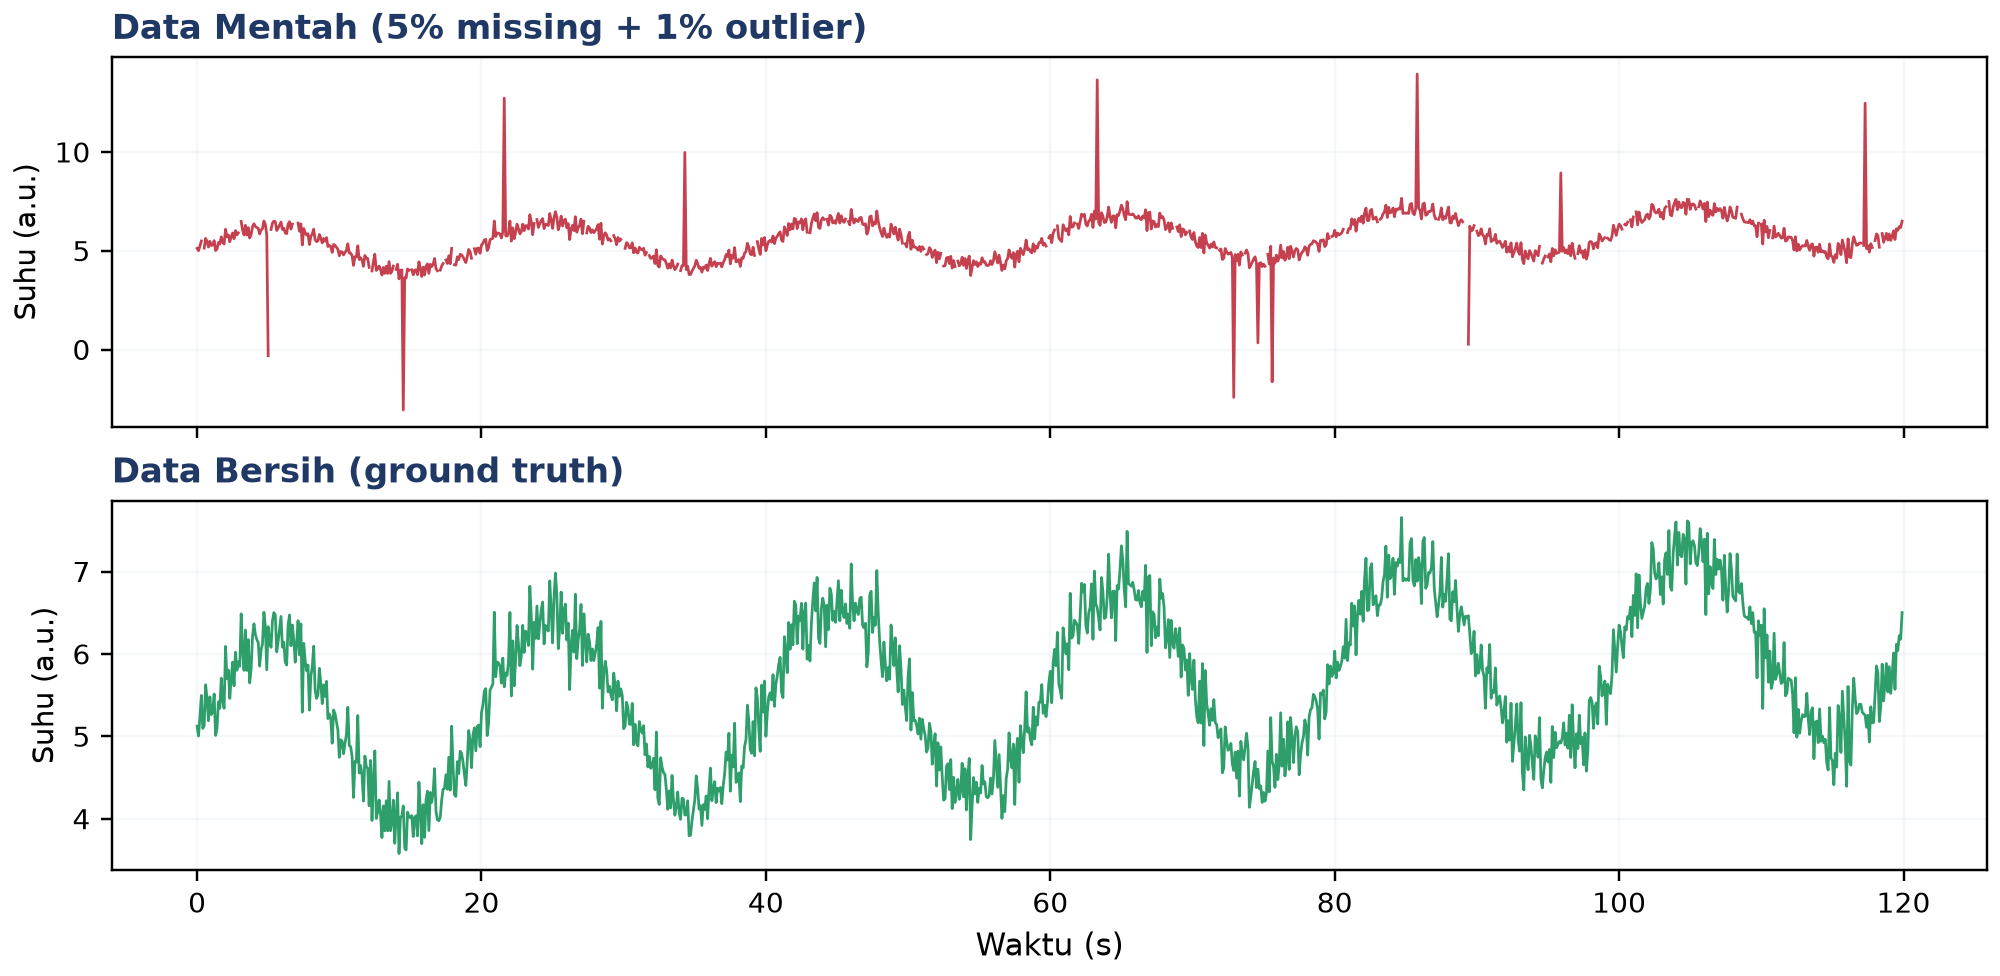 Data Mentah (5% missing + 1% outlier)
Suhu (a.u.)
10
5
0
Data Bersih (ground truth)
Suhu (a.u.)
7
6
5
4
0 20 40 60 80 100 120
Waktu (s)